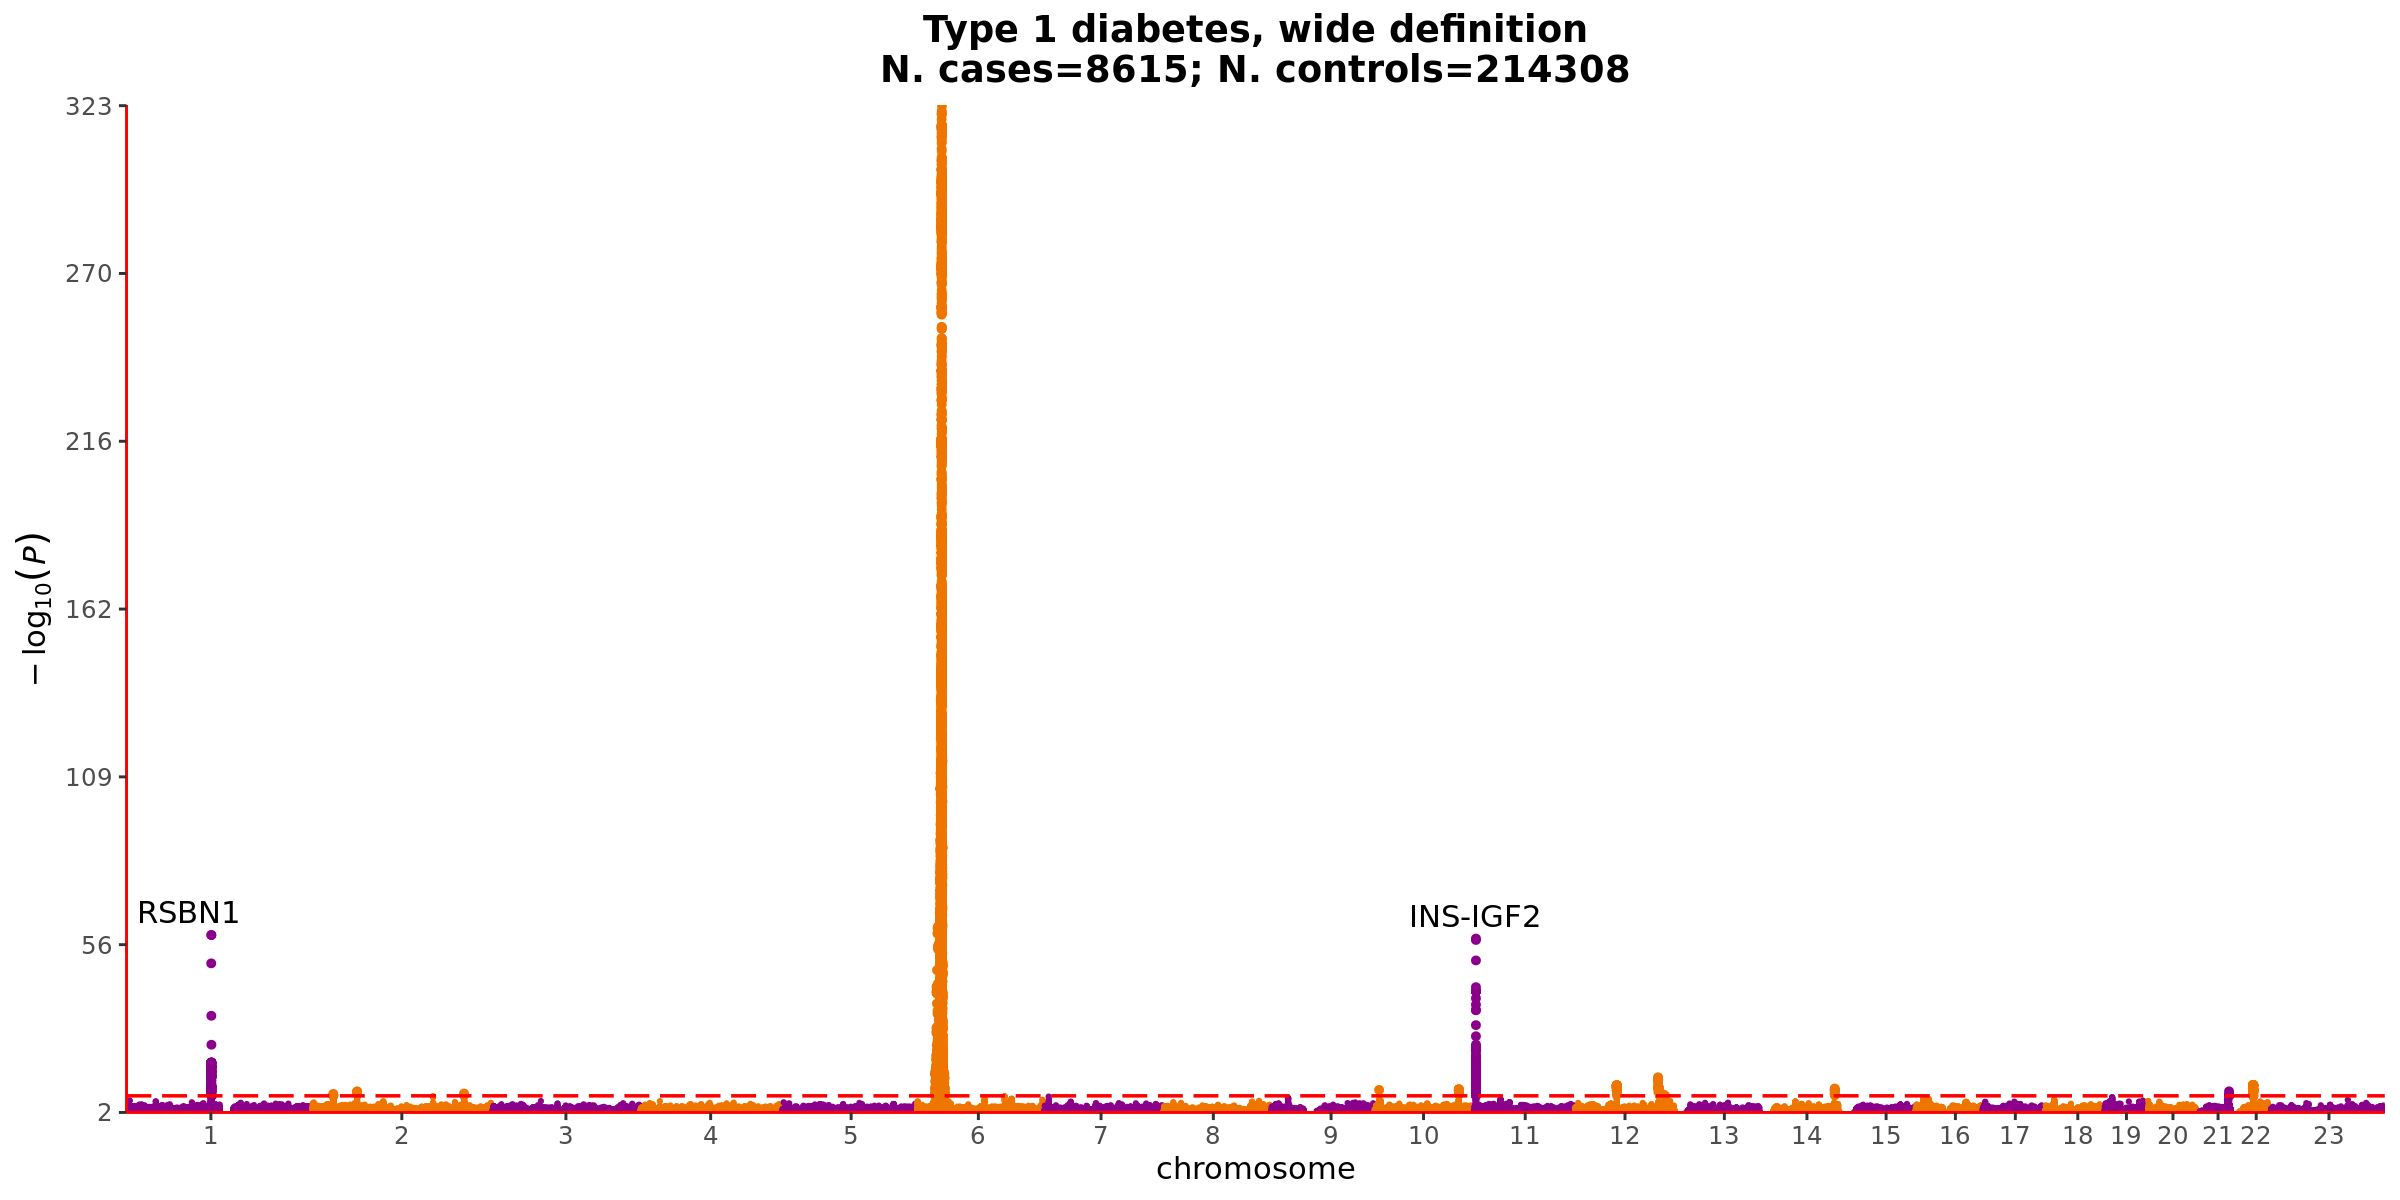 Type 1 diabetes, wide definition
N. cases=8615; N. controls=214308
323
270
216
162
109
56
2
−log10(P)
RSBN1
INS-IGF2
1 2 3 4 5 6 7 8 9 10 11 12 13 14 15 16 17 18 19 20 21 22 23
chromosome